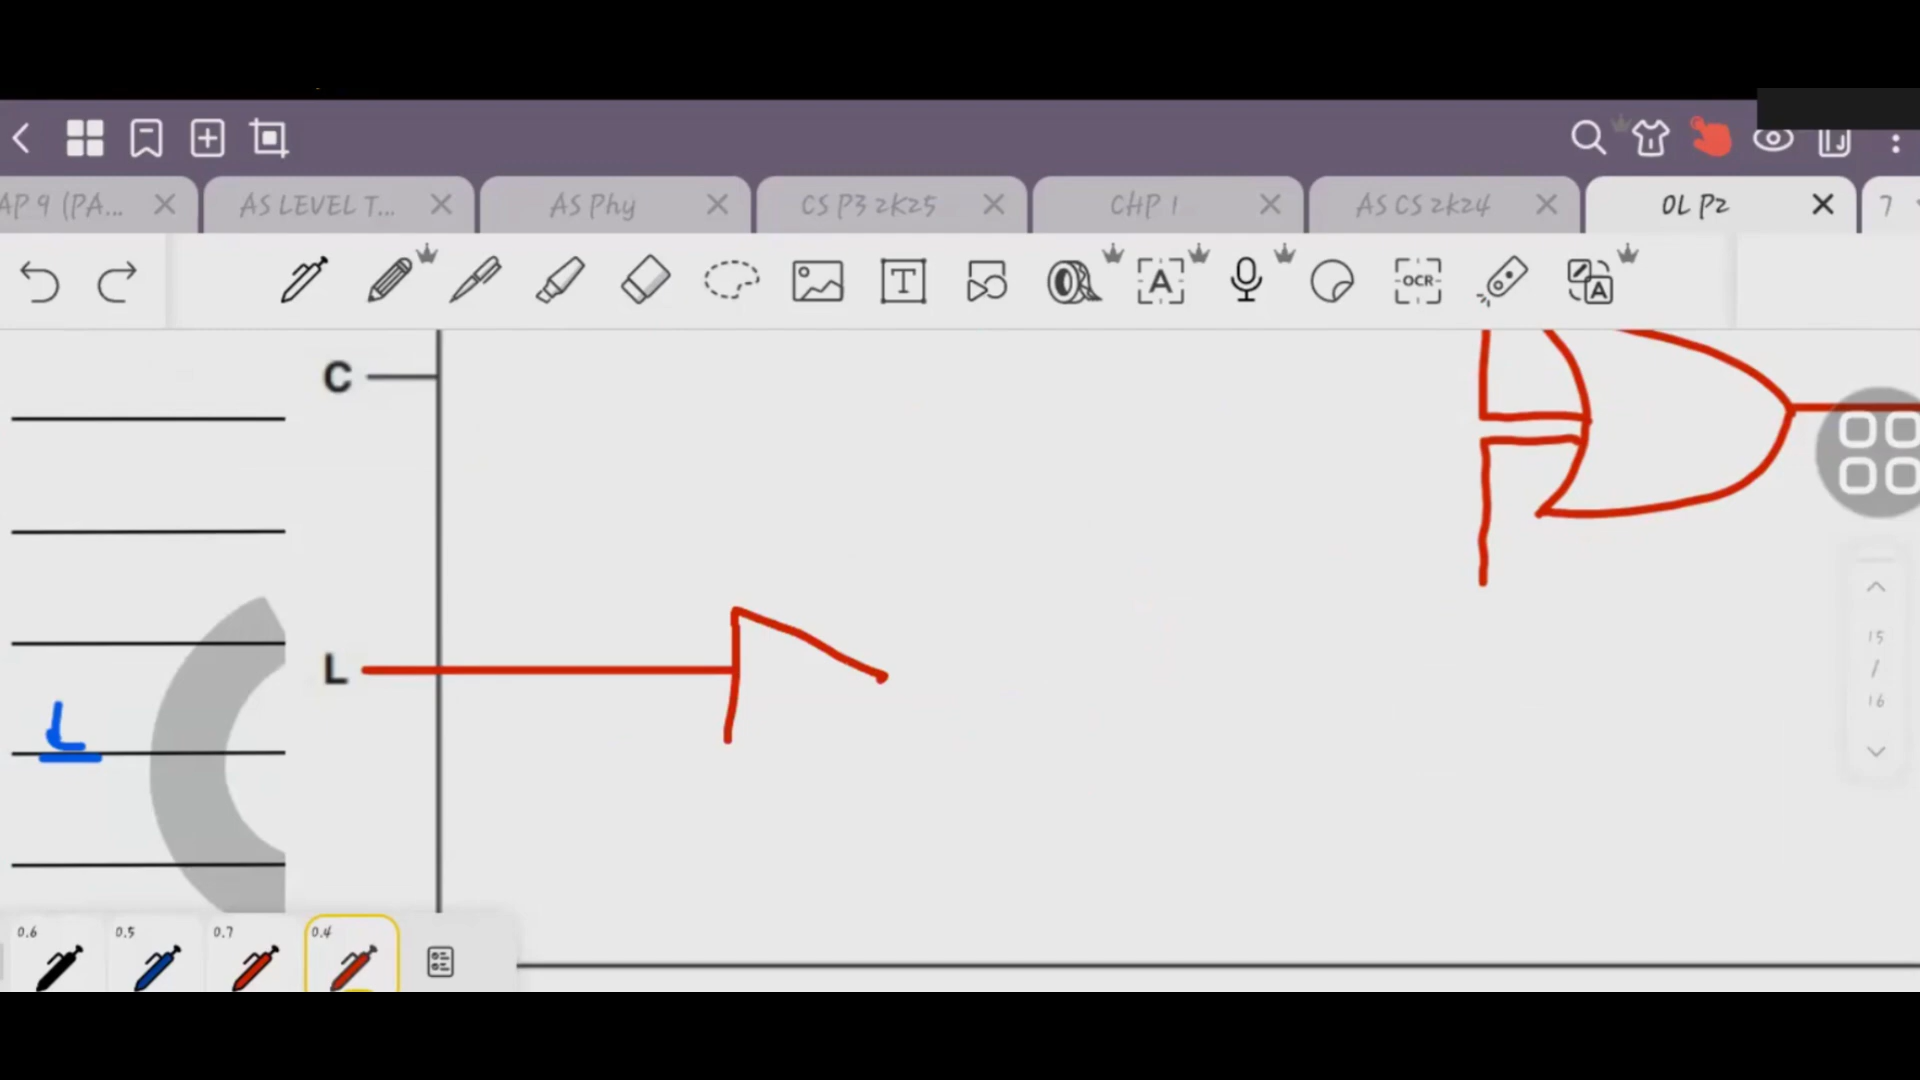 AP 9 (PA... AS LEVEL T... AS Phy CS P3 2K25 CHP 1 AS CS 2K24 OL P2 7
T A OCR A
C
L
L
15
/
16
0.6 0.5 0.7 0.4